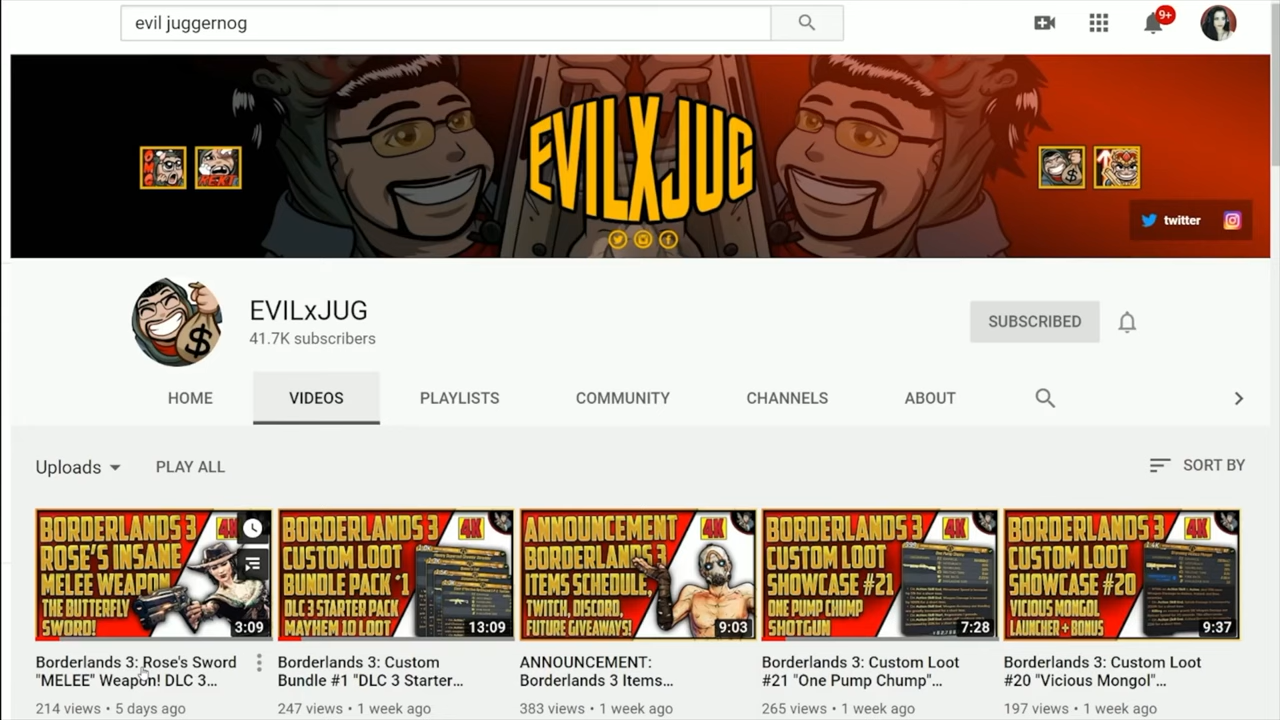 evil juggernog
9+
OMG
EVILXJUG
twitter
EVILxJUG
41.7K subscribers
SUBSCRIBED
HOME
VIDEOS
PLAYLISTS
COMMUNITY
CHANNELS
ABOUT
Uploads
PLAY ALL
SORT BY
BORDERLANDS 3
ROSE'S INSANE
MELEE WEAPON
THE BUTTERFLY
SWORD!
3:09
Borderlands 3: Rose's Sword
"MELEE" Weapon! DLC 3...
214 views • 5 days ago
BORDERLANDS 3
4K
CUSTOM LOOT
BUNDLE PACK #1
DLC 3 STARTER PACK
MAYHEM 10 LOOT
13:09
Borderlands 3: Custom
Bundle #1 "DLC 3 Starter...
247 views • 1 week ago
ANNOUNCEMENT
4K
BORDERLANDS 3
ITEMS SCHEDULE,
TWITCH, DISCORD
FUTURE GIVEAWAYS!
9:03
ANNOUNCEMENT:
Borderlands 3 Items...
383 views • 1 week ago
BORDERLANDS 3
4K
CUSTOM LOOT
SHOWCASE #21
ONE PUMP CHUMP
SHOTGUN
7:28
Borderlands 3: Custom Loot
#21 "One Pump Chump"...
265 views • 1 week ago
BORDERLANDS 3
4K
CUSTOM LOOT
SHOWCASE #20
VICIOUS MONGOL
LAUNCHER + BONUS
9:37
Borderlands 3: Custom Loot
#20 "Vicious Mongol"...
197 views • 1 week ago